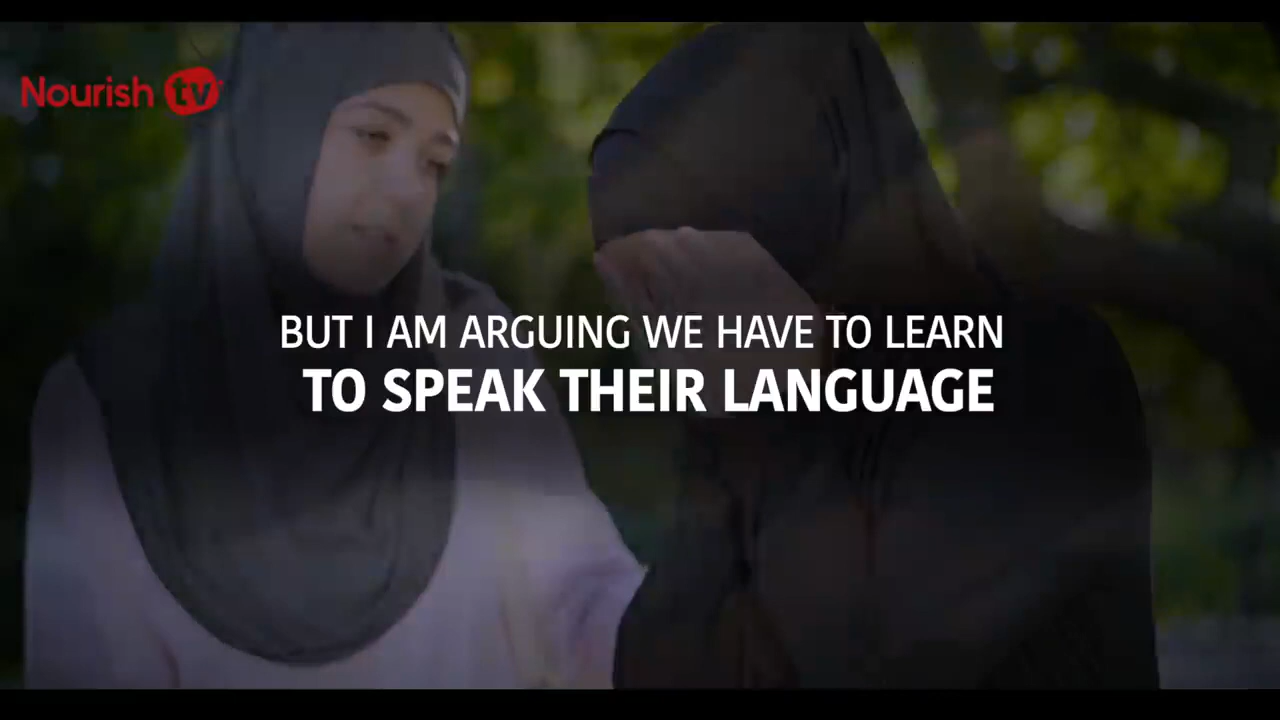 Nourish tv
BUT I AM ARGUING WE HAVE TO LEARN
TO SPEAK THEIR LANGUAGE